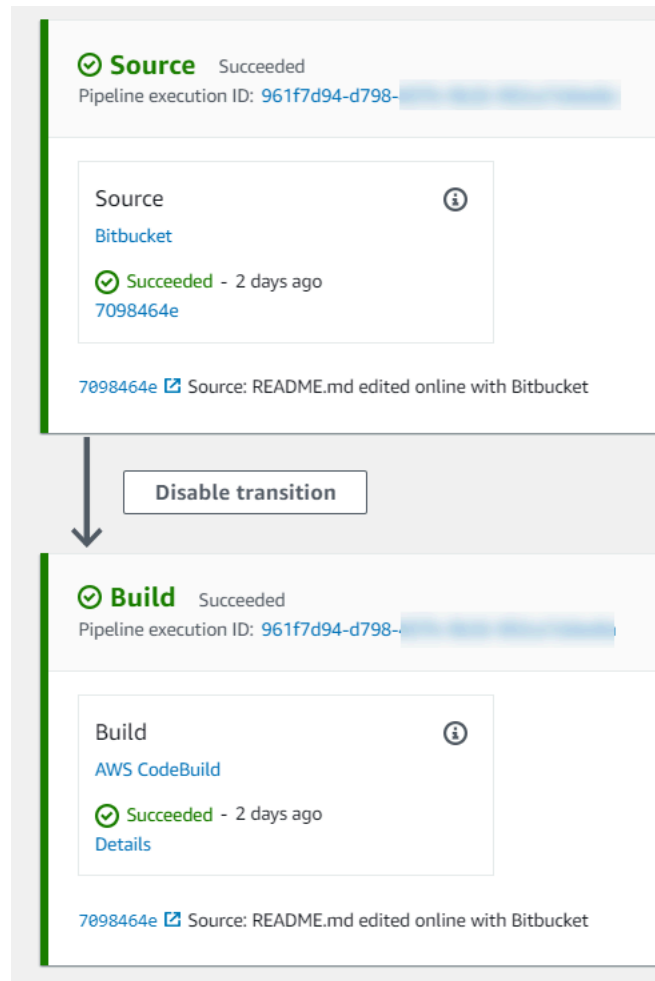 Source Succeeded
Pipeline execution ID: 961f7d94-d798-
Source
Bitbucket
Succeeded - 2 days ago
7098464e
7098464e Source: README.md edited online with Bitbucket
Disable transition
Build Succeeded
Pipeline execution ID: 961f7d94-d798-
Build
AWS CodeBuild
Succeeded - 2 days ago
Details
7098464e Source: README.md edited online with Bitbucket